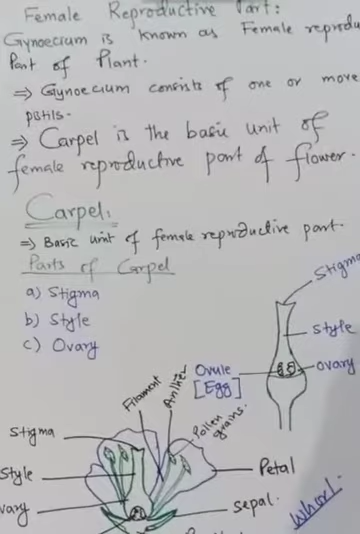 Female Reproductive Part:
Gynoecium is known as Female reprodu
Part of Plant.
⇒ Gynoecium consists of one or more
pistils.
⇒ Carpel is the basic unit of
female reproductive part of flower.
Carpel:
⇒ Basic unit of female reproductive part.
Parts of Carpel
a) Stigma
b) Style
c) Ovary
Stigma
Style
Ovary
Ovule
[Egg]
Filament
Anther
Pollen
grains.
Stigma
Style
vary
Petal
Sepal.
Whorl.